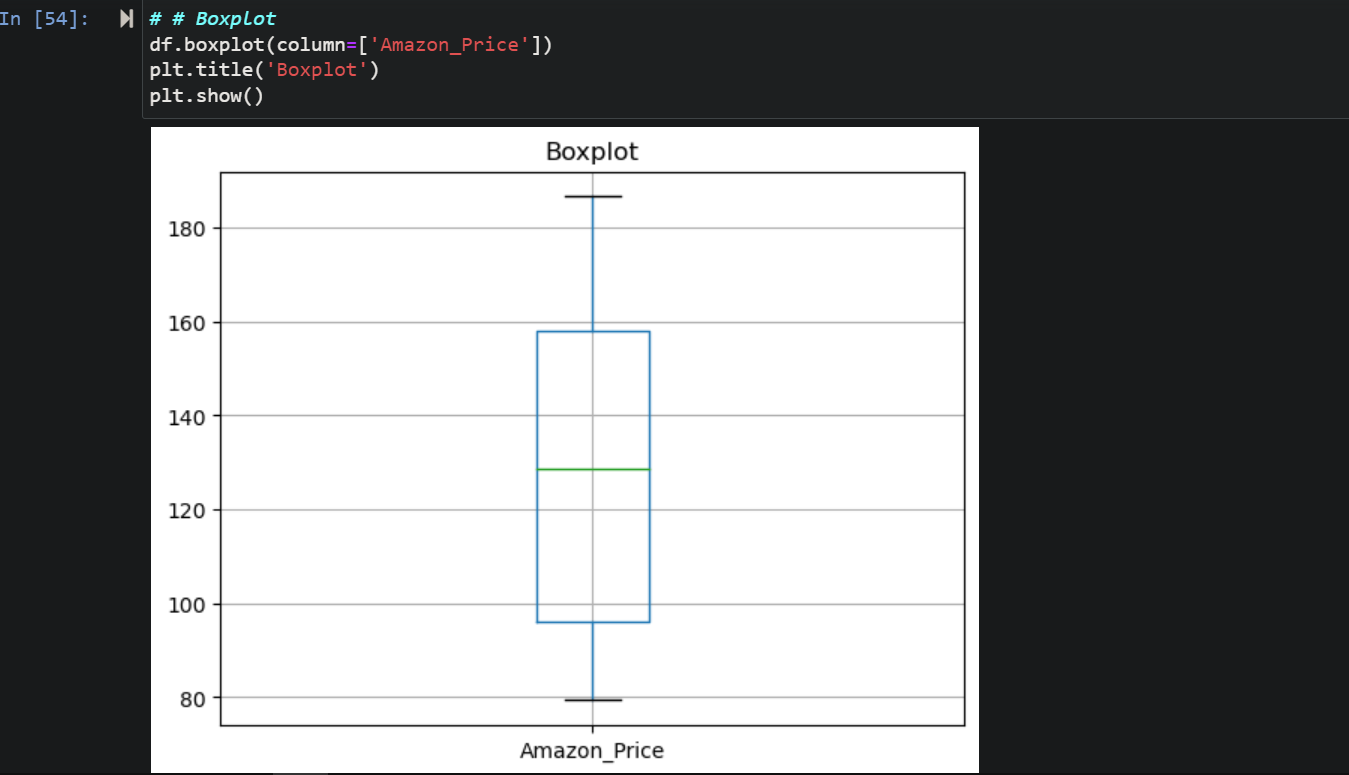 In [54]:
# # Boxplot
df.boxplot(column=['Amazon_Price'])
plt.title('Boxplot')
plt.show()
Boxplot
180
160
140
120
100
80
Amazon_Price